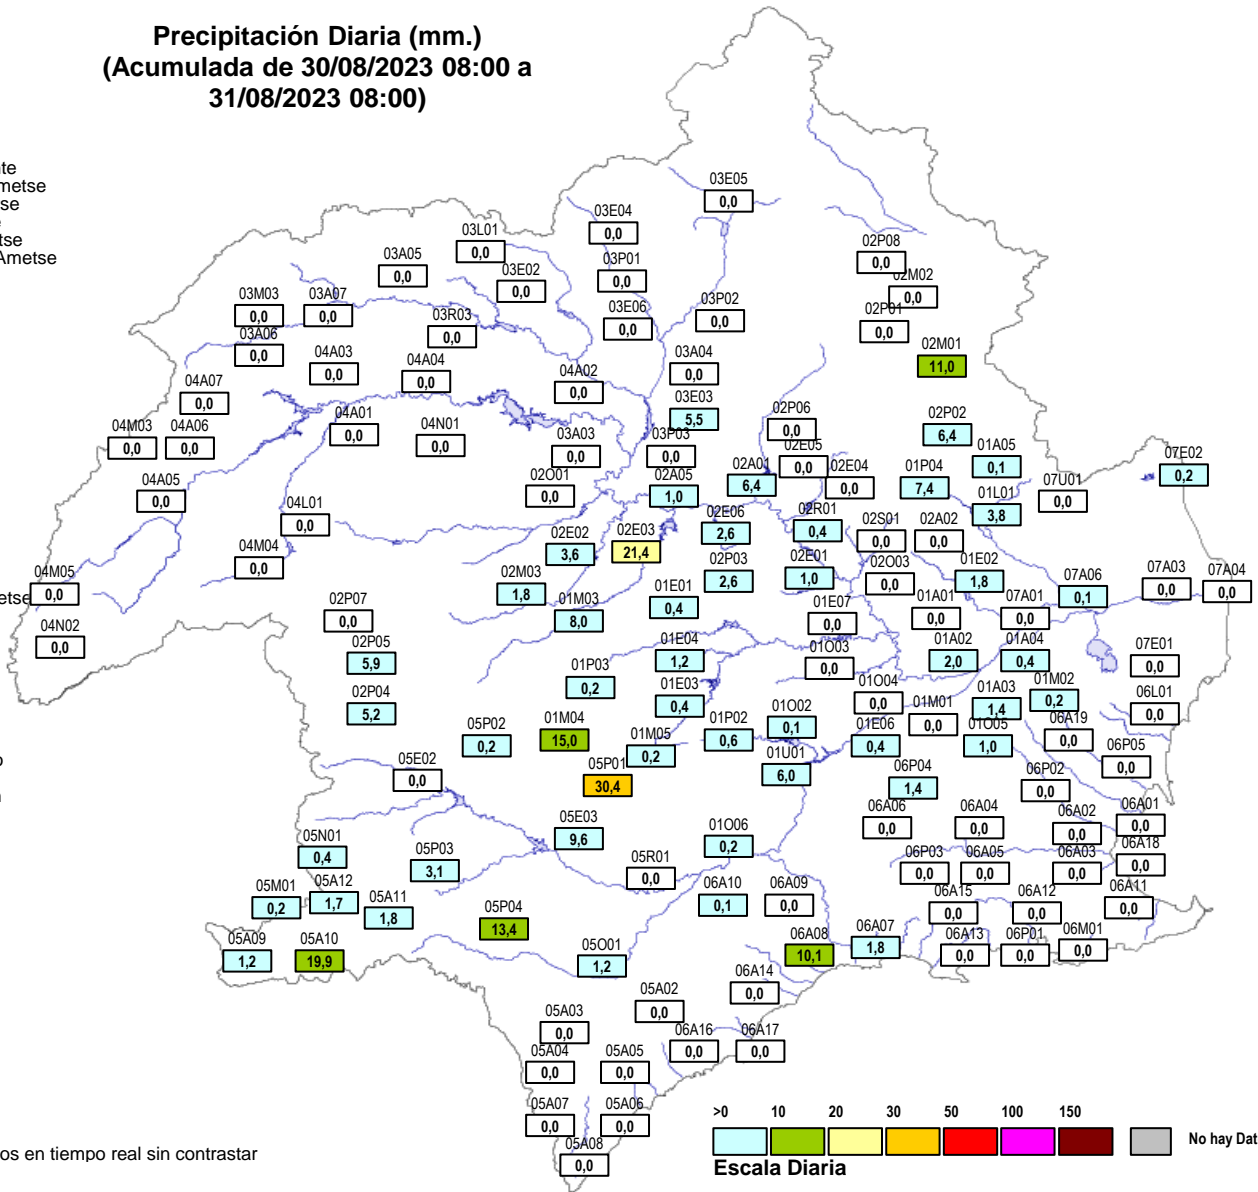 Precipitación Diaria (mm.)
(Acumulada de 30/08/2023 08:00 a
31/08/2023 08:00)
nte
metse
se
e
tse
Ametse
etse
o
n
03E05
0,0
03E04
0,0
03L01
0,0
03A05
0,0
03P01
0,0
03E02
0,0
02P08
0,0
02M02
0,0
03M03
0,0
03A07
0,0
03E06
0,0
03P02
0,0
02P01
0,0
03R03
0,0
03A06
0,0
04A03
0,0
04A04
0,0
04A02
0,0
03A04
0,0
02M01
11,0
04A07
0,0
03E03
5,5
04M03
0,0
04A06
0,0
04A01
0,0
04N01
0,0
02P06
0,0
02P02
6,4
03A03
0,0
03P03
0,0
02E05
0,0
01A05
0,1
07E02
0,2
04A05
0,0
02O01
0,0
02A05
1,0
02A01
6,4
02E04
0,0
01P04
7,4
07U01
0,0
04L01
0,0
01L01
3,8
02E06
2,6
02R01
0,4
02S01
0,0
02A02
0,0
02E02
3,6
02E03
21,4
04M04
0,0
02P03
2,6
02E01
1,0
02O03
0,0
01E02
1,8
04M05
0,0
02M03
1,8
07A06
0,1
07A03
0,0
07A04
0,0
01E01
0,4
02P07
0,0
01M03
8,0
01E07
0,0
01A01
0,0
07A01
0,0
04N02
0,0
02P05
5,9
01E04
1,2
01O03
0,0
01A02
2,0
01A04
0,4
07E01
0,0
01P03
0,2
02P04
5,2
01E03
0,4
01O04
0,0
01A03
1,4
01M02
0,2
06L01
0,0
05P02
0,2
01M04
15,0
01P02
0,6
01O02
0,1
01M01
0,0
01E06
0,4
01O05
1,0
06A19
0,0
01M05
0,2
01U01
6,0
06P05
0,0
05E02
0,0
05P01
30,4
06P04
1,4
06P02
0,0
05E03
9,6
06A06
0,0
06A04
0,0
06A02
0,0
06A01
0,0
05N01
0,4
01O06
0,2
05P03
3,1
05R01
0,0
06P03
0,0
06A05
0,0
06A03
0,0
06A18
0,0
05M01
0,2
05A12
1,7
05A11
1,8
06A10
0,1
06A09
0,0
06A15
0,0
06A12
0,0
06A11
0,0
05P04
13,4
05A09
1,2
05A10
19,9
05O01
1,2
06A08
10,1
06A07
1,8
06A13
0,0
06P01
0,0
06M01
0,0
06A14
0,0
05A02
0,0
05A03
0,0
06A16
0,0
06A17
0,0
05A04
0,0
05A05
0,0
05A07
0,0
05A06
0,0
05A08
0,0
>0 10 20 30 50 100 150
No hay Dat
Escala Diaria
os en tiempo real sin contrastar